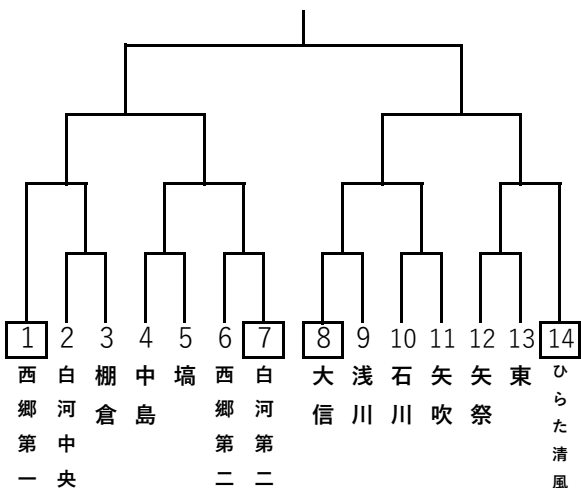 1
2
3
4
5
6
7
8
9
10
11
12
13
14
西郷第一
白河中央
棚倉
中島
塙
西郷第二
白河第二
大信
浅川
石川
矢吹
矢祭
東
ひらた清風